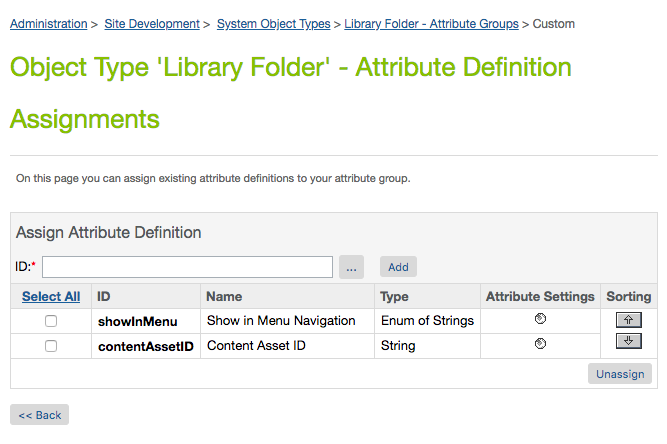 Administration > Site Development > System Object Types > Library Folder - Attribute Groups > Custom
Object Type 'Library Folder' - Attribute Definition
Assignments
On this page you can assign existing attribute definitions to your attribute group.
Assign Attribute Definition
ID:* ... Add
Select All ID Name Type Attribute Settings Sorting
showInMenu Show in Menu Navigation Enum of Strings
contentAssetID Content Asset ID String
Unassign
<< Back